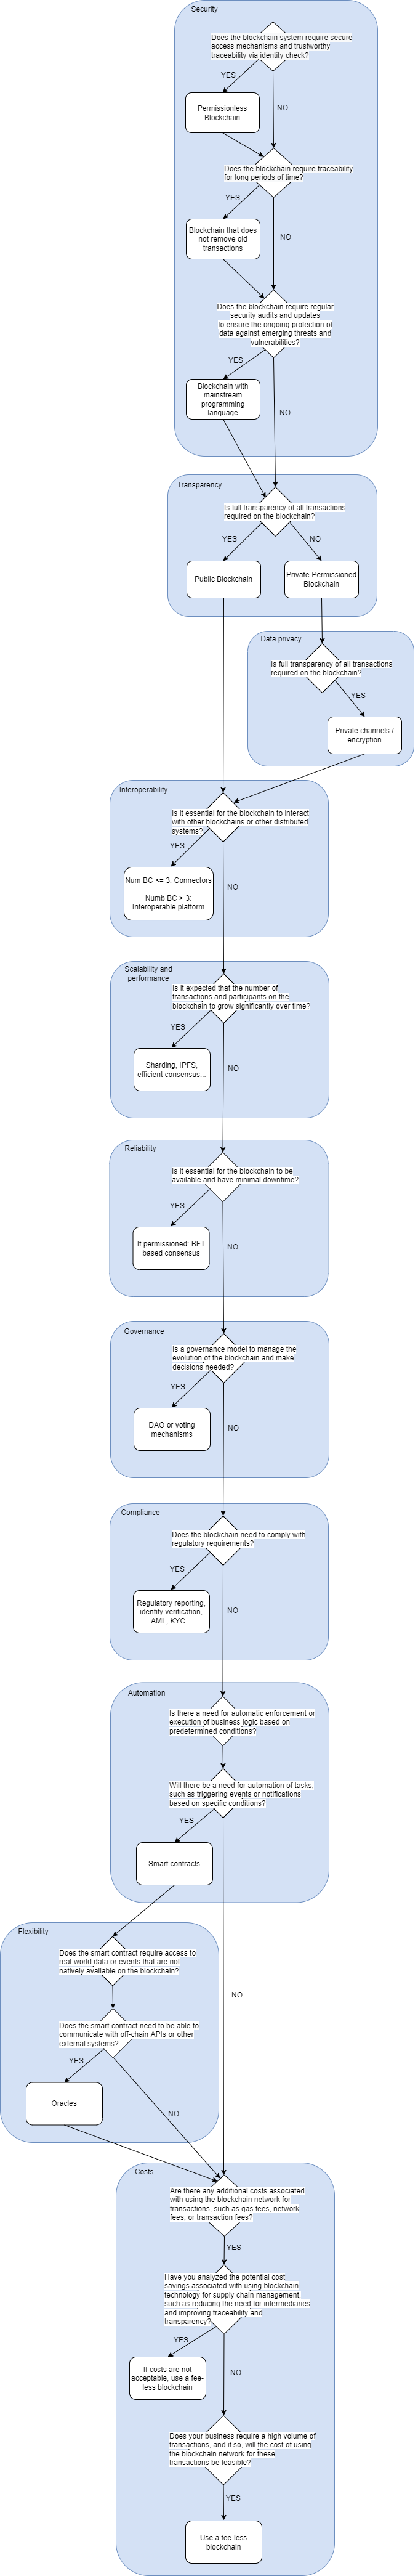 Security
Does the blockchain system require secure
access mechanisms and trustworthy
traceability via identity check?
YES
NO
Permissionless
Blockchain
Does the blockchain require traceability
for long periods of time?
YES
NO
Blockchain that does
not remove old
transactions
Does the blockchain require regular
security audits and updates
to ensure the ongoing protection of
data against emerging threats and
vulnerabilities?
YES
NO
Blockchain with
mainstream
programming
language
Transparency
Is full transparency of all transactions
required on the blockchain?
YES
NO
Public Blockchain
Private-Permissioned
Blockchain
Data privacy
Is full transparency of all transactions
required on the blockchain?
YES
Private channels /
encryption
Interoperability
Is it essential for the blockchain to interact
with other blockchains or other distributed
systems?
YES
NO
Num BC <= 3: Connectors
Numb BC > 3:
Interoperable platform
Scalability and
performance
Is it expected that the number of
transactions and participants on the
blockchain to grow significantly over time?
YES
NO
Sharding, IPFS,
efficient consensus...
Reliability
Is it essential for the blockchain to be
available and have minimal downtime?
YES
NO
If permissioned: BFT
based consensus
Governance
Is a governance model to manage the
evolution of the blockchain and make
decisions needed?
YES
NO
DAO or voting
mechanisms
Compliance
Does the blockchain need to comply with
regulatory requirements?
YES
NO
Regulatory reporting,
identity verification,
AML, KYC...
Automation
Is there a need for automatic enforcement or
execution of business logic based on
predetermined conditions?
Will there be a need for automation of tasks,
such as triggering events or notifications
based on specific conditions?
YES
Smart contracts
NO
Flexibility
Does the smart contract require access to
real-world data or events that are not
natively available on the blockchain?
Does the smart contract need to be able to
communicate with off-chain APIs or other
external systems?
YES
Oracles
NO
Costs
Are there any additional costs associated
with using the blockchain network for
transactions, such as gas fees, network
fees, or transaction fees?
YES
Have you analyzed the potential cost
savings associated with using blockchain
technology for supply chain management,
such as reducing the need for intermediaries
and improving traceability and
transparency?
YES
NO
If costs are not
acceptable, use a fee-
less blockchain
Does your business require a high volume of
transactions, and if so, will the cost of using
the blockchain network for these
transactions be feasible?
YES
Use a fee-less
blockchain